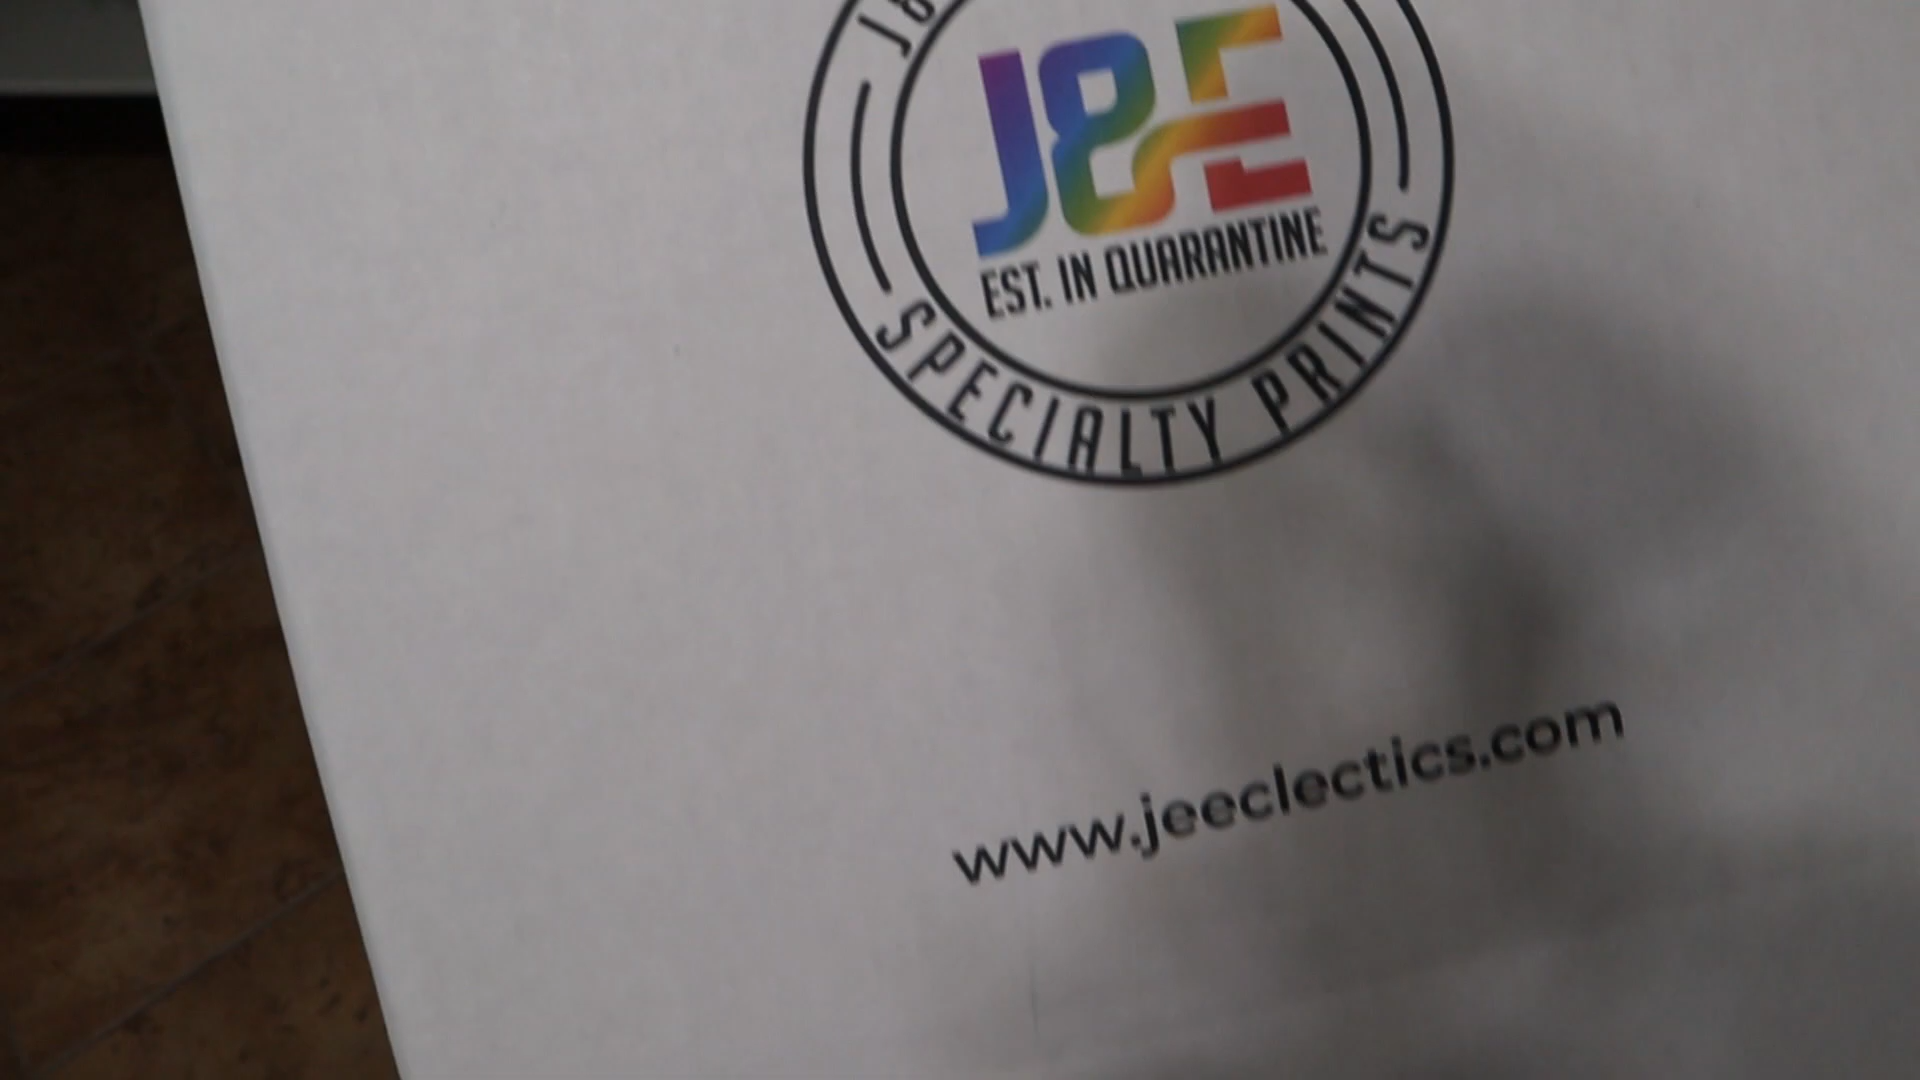 J&E
EST. IN QUARANTINE
SPECIALTY PRINTS
www.jeeclectics.com